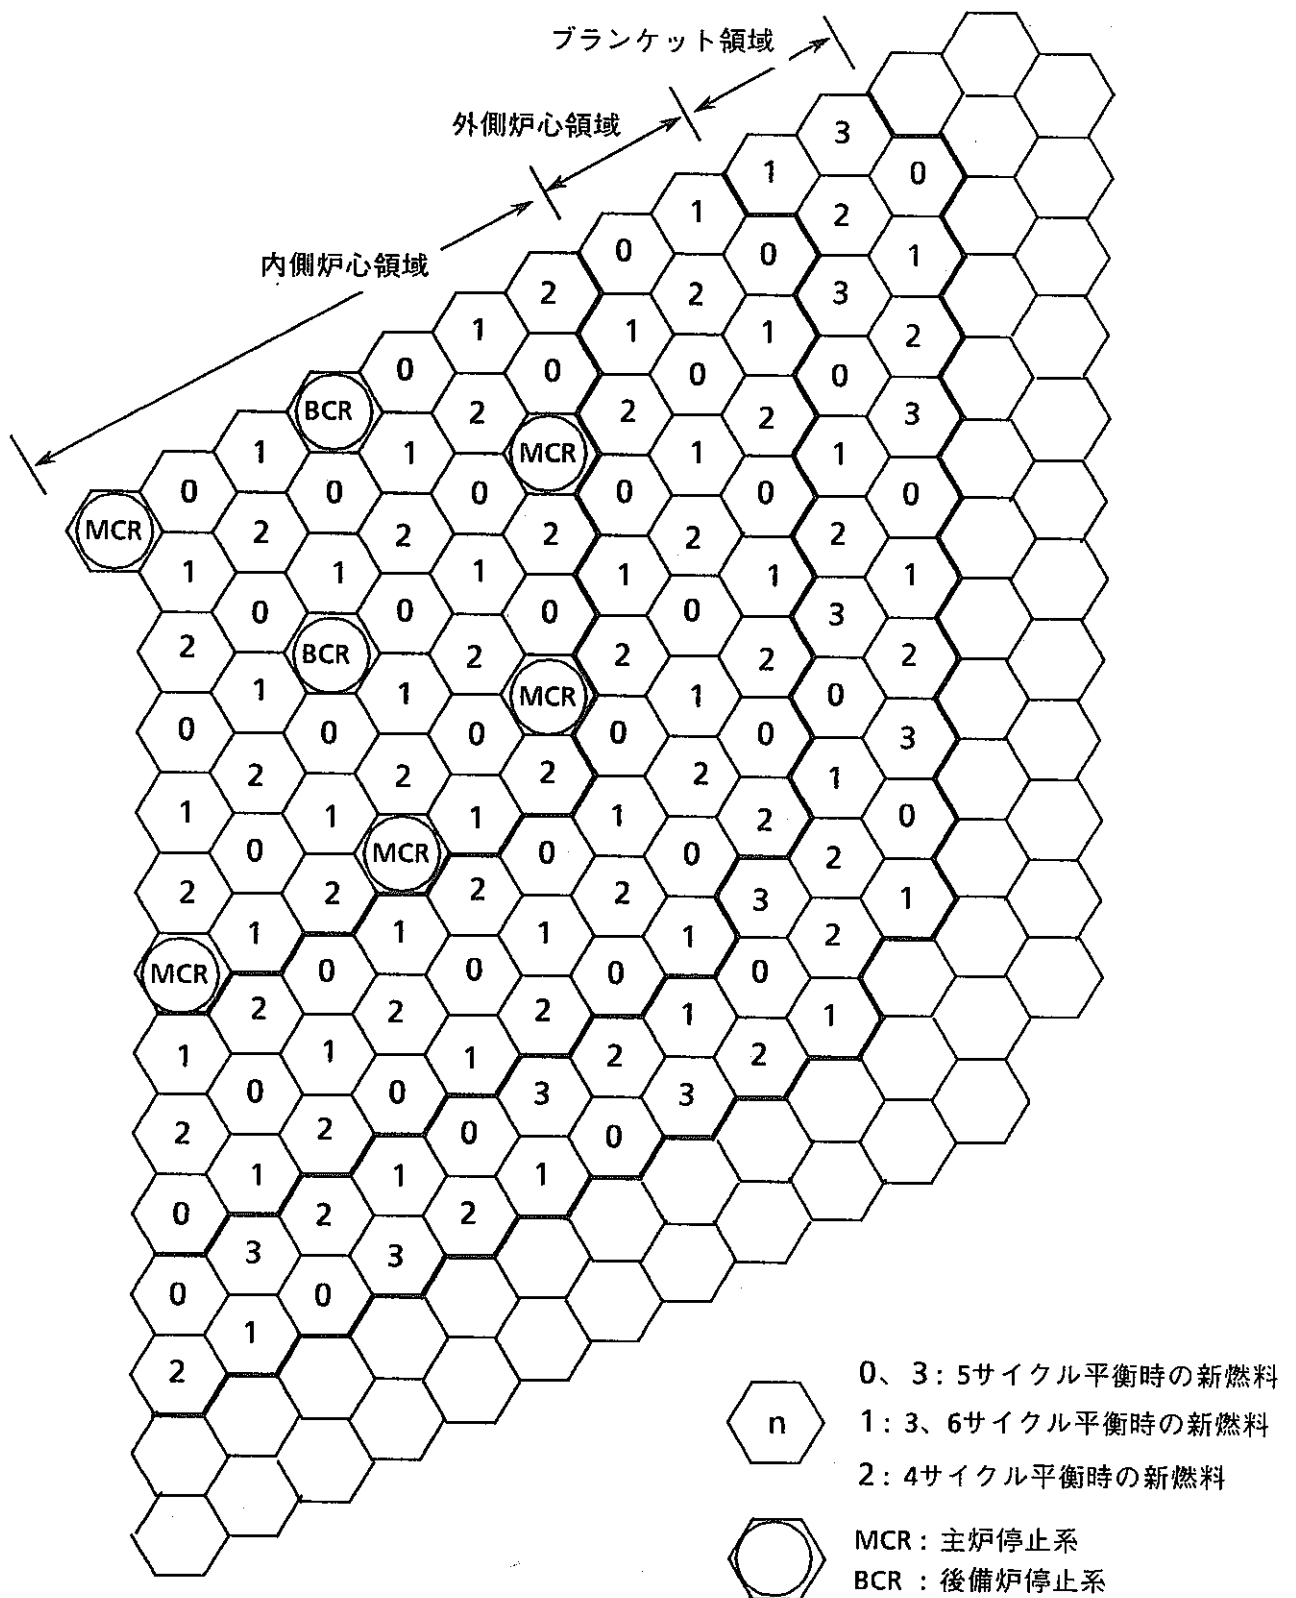 ブランケット領域
外側炉心領域
内側炉心領域
MCR
0 1 2 0 1 2 MCR 1 2 0 0 2
1 2 0 1 2 0 1 2 0 1 3 1
BCR 0 1 BCR 0 1 2 0 1 2 2 0
0 1 2 0 1 2 MCR 1 2 0 1 3
1 2 0 1 2 0 1 2 0 1 0 2
2 0 MCR 2 0 MCR 2 0 1 2 3 1
0 1 2 0 1 2 0 1 2 0 2 0
1 2 0 1 2 0 1 2 0 1 1 3
1 0 1 2 0 1 2 0 2 3 0 2
3 2 3 0 1 2 3 0 1 2 2 1
0 1 2 3 0 1 2 3 0 1
n
0、3:5サイクル平衡時の新燃料
1:3、6サイクル平衡時の新燃料
2:4サイクル平衡時の新燃料
MCR:主炉停止系
BCR:後備炉停止系